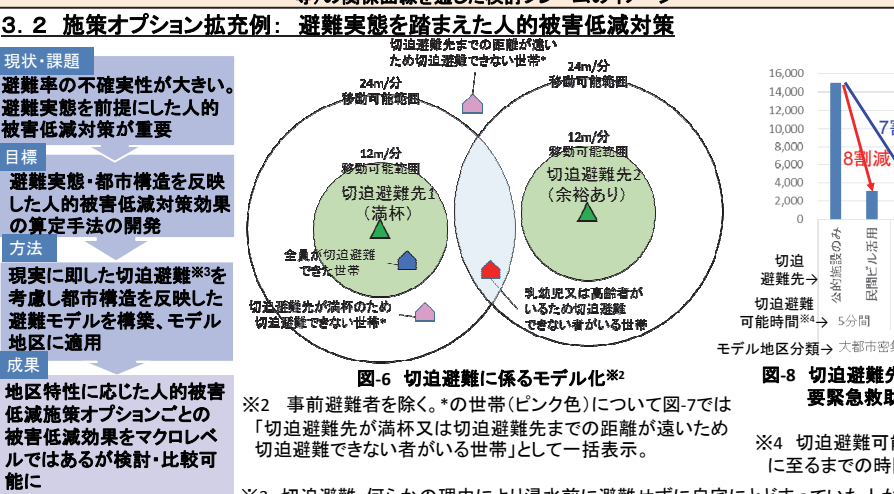 3．2 施策オプション拡充例： 避難実態を踏まえた人的被害低減対策
現状・課題
避難率の不確実性が大きい。
避難実態を前提にした人的
被害低減対策が重要
目標
避難実態・都市構造を反映
した人的被害低減対策効果
の算定手法の開発
方法
現実に即した切迫避難※3を
考慮し都市構造を反映した
避難モデルを構築、モデル
地区に適用
成果
地区特性に応じた人的被害
低減施策オプションごとの
被害低減効果をマクロレベ
ルではあるが検討・比較可
能に
切迫避難先までの距離が遠い
ため切迫避難できない世帯*
24m/分
移動可能範囲
24m/分
移動可能範囲
12m/分
移動可能範囲
12m/分
移動可能範囲
切迫避難先1
（満杯）
切迫避難先2
（余裕あり）
全員が切迫避難
できた世帯
切迫避難先が満杯のため
切迫避難できない世帯*
乳幼児又は高齢者が
いるため切迫避難
できない者がいる世帯
図-6 切迫避難に係るモデル化※2
※2 事前避難者を除く。*の世帯（ピンク色）について図-7では
「切迫避難先が満杯又は切迫避難先までの距離が遠いため
切迫避難できない者がいる世帯」として一括表示。
16,000
14,000
12,000
10,000
8,000
6,000
4,000
2,000
0
8割減
公的施設のみ
民間ビル活用
切迫
避難先→
切迫避難
可能時間※4→ 5分間
モデル地区分類→ 大都市密集
図-8 切迫避難先
要緊急救助
※4 切迫避難可能
に至るまでの時間